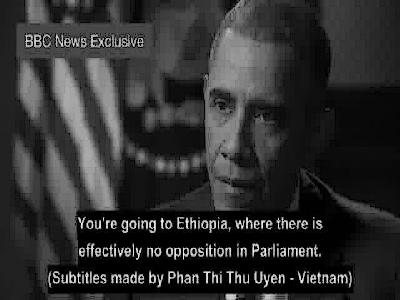 BBC News Exclusive
You're going to Ethiopia, where there is
effectively no opposition in Parliament.
(Subtitles made by Phan Thi Thu Uyen - Vietnam)